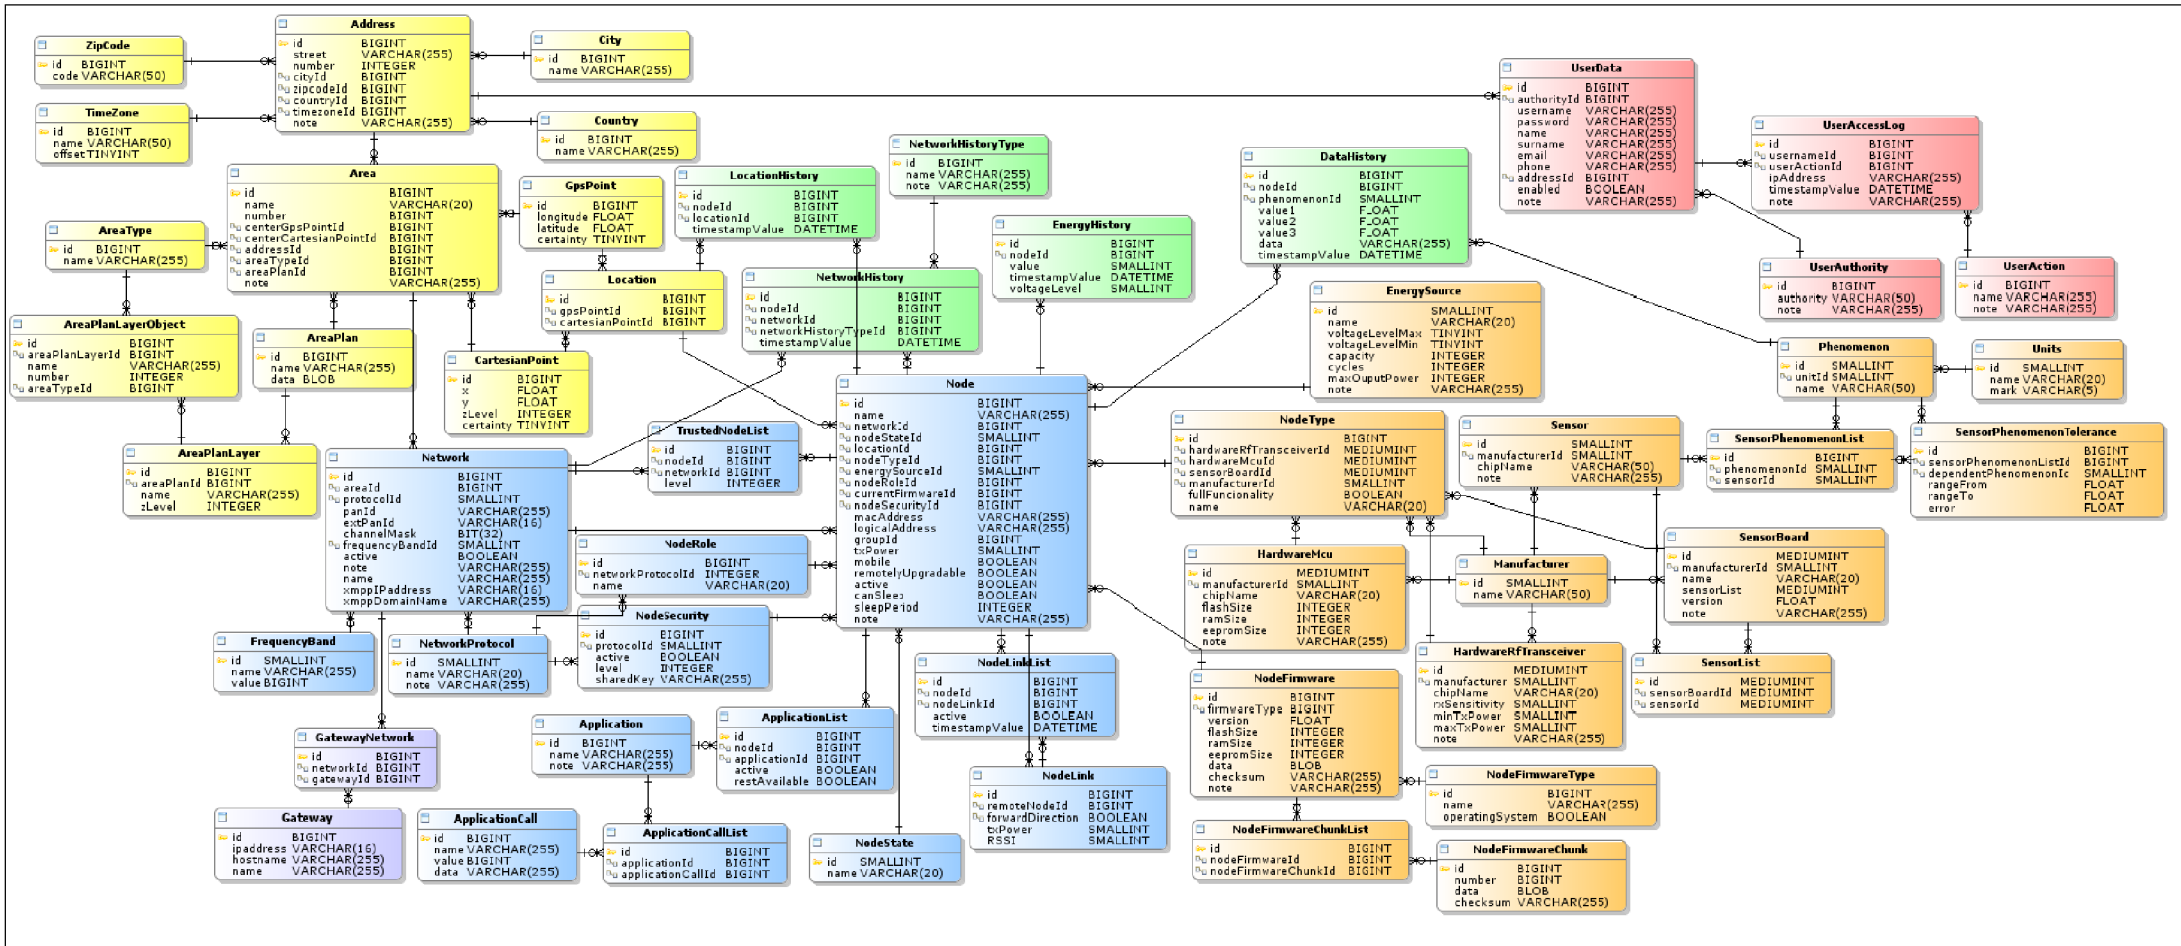 Address
id BIGINT
street VARCHAR(255)
number INTEGER
cityId BIGINT
zipcodeId BIGINT
countryId BIGINT
timezoneId BIGINT
note VARCHAR(255)
ZipCode
id BIGINT
code VARCHAR(50)
City
id BIGINT
name VARCHAR(255)
TimeZone
id BIGINT
name VARCHAR(50)
offset TINYINT
Country
id BIGINT
name VARCHAR(255)
UserData
id BIGINT
authorityId BIGINT
username VARCHAR(255)
password VARCHAR(255)
name VARCHAR(255)
surname VARCHAR(255)
email VARCHAR(255)
phone VARCHAR(255)
addressId BIGINT
enabled BOOLEAN
note VARCHAR(255)
UserAccessLog
id BIGINT
usernameId BIGINT
userActionId BIGINT
ipAddress VARCHAR(255)
timestampValue DATETIME
note VARCHAR(255)
UserAuthority
id BIGINT
authority VARCHAR(50)
note VARCHAR(255)
UserAction
id BIGINT
name VARCHAR(255)
note VARCHAR(255)
Area
id BIGINT
name VARCHAR(20)
number BIGINT
centerGpsPointId BIGINT
centerCartesianPointId BIGINT
addressId BIGINT
areaTypeId BIGINT
areaPlanId BIGINT
note VARCHAR(255)
GpsPoint
id BIGINT
longitude FLOAT
latitude FLOAT
certainty TINYINT
LocationHistory
id BIGINT
nodeId BIGINT
locationId BIGINT
timestampValue DATETIME
NetworkHistoryType
id BIGINT
name VARCHAR(255)
note VARCHAR(255)
DataHistory
id BIGINT
nodeId BIGINT
phenomenonId SMALLINT
value1 FLOAT
value2 FLOAT
value3 FLOAT
data VARCHAR(255)
timestampValue DATETIME
AreaType
id BIGINT
name VARCHAR(255)
Location
id BIGINT
gpsPointId BIGINT
cartesianPointId BIGINT
NetworkHistory
id BIGINT
nodeId BIGINT
networkId BIGINT
networkHistoryTypeId BIGINT
timestampValue DATETIME
EnergyHistory
id BIGINT
nodeId BIGINT
value SMALLINT
timestampValue DATETIME
voltageLevel SMALLINT
EnergySource
id SMALLINT
name VARCHAR(20)
voltageLevelMax TINYINT
voltageLevelMin TINYINT
capacity INTEGER
cycles INTEGER
maxOuputPower INTEGER
note VARCHAR(255)
AreaPlanLayerObject
id BIGINT
areaPlanLayerId BIGINT
name VARCHAR(255)
number INTEGER
areaTypeId BIGINT
AreaPlan
id BIGINT
name VARCHAR(255)
data BLOB
CartesianPoint
id BIGINT
x FLOAT
y FLOAT
zLevel INTEGER
certainty TINYINT
Phenomenon
id SMALLINT
unitId SMALLINT
name VARCHAR(50)
Units
id SMALLINT
name VARCHAR(20)
mark VARCHAR(5)
AreaPlanLayer
id BIGINT
areaPlanId BIGINT
name VARCHAR(255)
zLevel INTEGER
Network
id BIGINT
areaId BIGINT
protocolId SMALLINT
panId VARCHAR(255)
extPanId VARCHAR(16)
channelMask BIT(32)
frequencyBandId SMALLINT
active BOOLEAN
note VARCHAR(255)
name VARCHAR(255)
xmppIPaddress VARCHAR(16)
xmppDomainName VARCHAR(255)
TrustedNodeList
id BIGINT
nodeId BIGINT
networkId BIGINT
level INTEGER
Node
id BIGINT
name VARCHAR(255)
networkId BIGINT
nodeStateId SMALLINT
locationId BIGINT
nodeTypeId BIGINT
energySourceId SMALLINT
nodeRoleId BIGINT
currentFirmwareId BIGINT
nodeSecurityId BIGINT
macAddress VARCHAR(255)
logicalAddress VARCHAR(255)
groupId BIGINT
txPower SMALLINT
mobile BOOLEAN
remotelyUpgradable BOOLEAN
active BOOLEAN
canSleep BOOLEAN
sleepPeriod INTEGER
note VARCHAR(255)
NodeType
id BIGINT
hardwareRfTransceiverId MEDIUMINT
hardwareMcuId MEDIUMINT
sensorBoardId MEDIUMINT
manufacturerId SMALLINT
fullFuncionality BOOLEAN
name VARCHAR(20)
Sensor
id SMALLINT
manufacturerId SMALLINT
chipName VARCHAR(50)
note VARCHAR(255)
SensorPhenomenonList
id BIGINT
phenomenonId SMALLINT
sensorId SMALLINT
SensorPhenomenonTolerance
id BIGINT
sensorPhenomenonListId BIGINT
dependentPhenomenonId SMALLINT
rangeFrom FLOAT
rangeTo FLOAT
error FLOAT
NodeRole
id BIGINT
networkProtocolId INTEGER
name VARCHAR(20)
HardwareMcu
id MEDIUMINT
manufacturerId SMALLINT
chipName VARCHAR(20)
flashSize INTEGER
ramSize INTEGER
eepromSize INTEGER
note VARCHAR(255)
Manufacturer
id SMALLINT
name VARCHAR(50)
SensorBoard
id MEDIUMINT
manufacturerId SMALLINT
name VARCHAR(20)
sensorList MEDIUMINT
version FLOAT
note VARCHAR(255)
FrequencyBand
id SMALLINT
name VARCHAR(255)
value BIGINT
NetworkProtocol
id SMALLINT
name VARCHAR(20)
note VARCHAR(255)
NodeSecurity
id BIGINT
protocolId SMALLINT
active BOOLEAN
level INTEGER
sharedKey VARCHAR(255)
NodeLinkList
id BIGINT
nodeId BIGINT
nodeLinkId BIGINT
active BOOLEAN
timestampValue DATETIME
NodeFirmware
id BIGINT
firmwareType BIGINT
version FLOAT
flashSize INTEGER
ramSize INTEGER
eepromSize INTEGER
data BLOB
checksum VARCHAR(255)
note VARCHAR(255)
HardwareRfTransceiver
id MEDIUMINT
manufacturer SMALLINT
chipName VARCHAR(20)
rxSensitivity SMALLINT
minTxPower SMALLINT
maxTxPower SMALLINT
note VARCHAR(255)
SensorList
id MEDIUMINT
sensorBoardId MEDIUMINT
sensorId MEDIUMINT
GatewayNetwork
id BIGINT
networkId BIGINT
gatewayId BIGINT
Application
id BIGINT
name VARCHAR(255)
note VARCHAR(255)
ApplicationList
id BIGINT
nodeId BIGINT
applicationId BIGINT
active BOOLEAN
restAvailable BOOLEAN
NodeLink
id BIGINT
remoteNodeId BIGINT
forwardDirection BOOLEAN
txPower SMALLINT
RSSI SMALLINT
NodeFirmwareType
id BIGINT
name VARCHAR(255)
operatingSystem BOOLEAN
Gateway
id BIGINT
ipaddress VARCHAR(16)
hostname VARCHAR(255)
name VARCHAR(255)
ApplicationCall
id BIGINT
name VARCHAR(255)
value BIGINT
data VARCHAR(255)
ApplicationCallList
id BIGINT
applicationId BIGINT
applicationCallId BIGINT
NodeState
id SMALLINT
name VARCHAR(20)
NodeFirmwareChunkList
id BIGINT
nodeFirmwareId BIGINT
nodeFirmwareChunkId BIGINT
NodeFirmwareChunk
id BIGINT
number BIGINT
data BLOB
checksum VARCHAR(255)